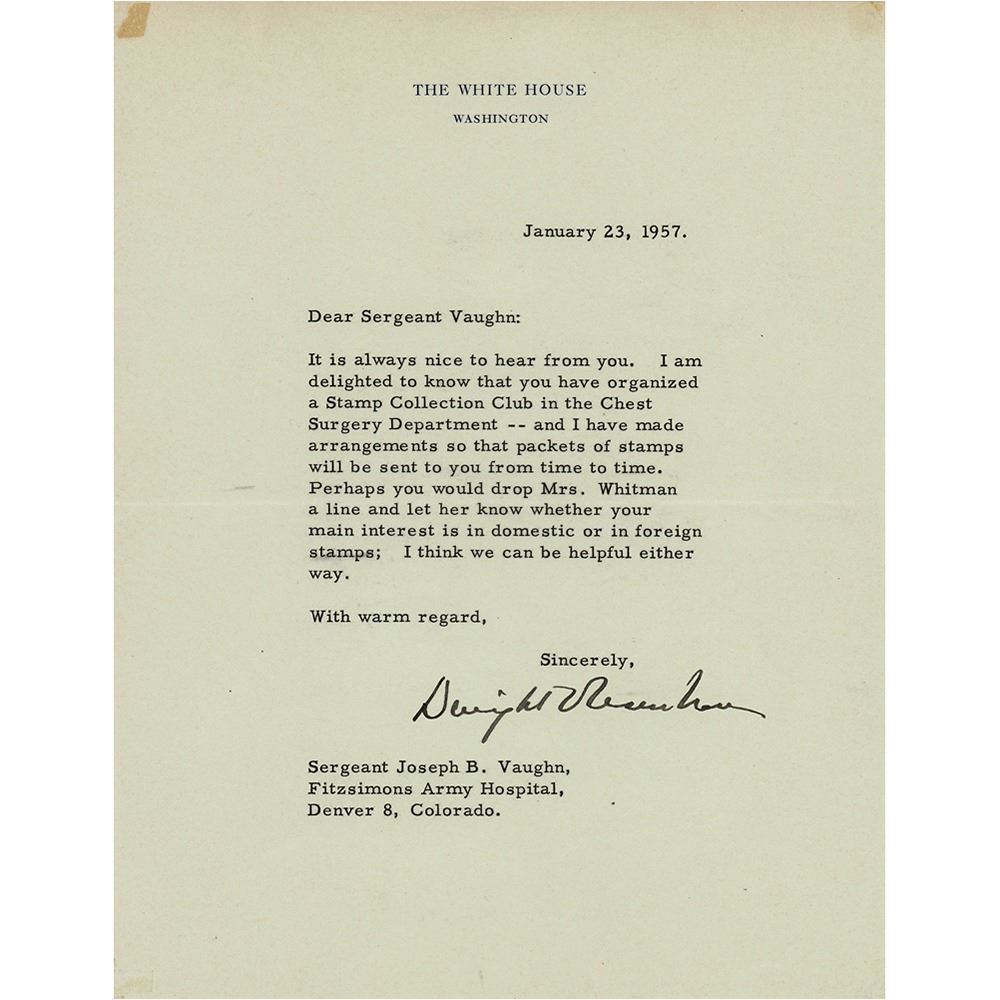 THE WHITE HOUSE
WASHINGTON
January 23, 1957.
Dear Sergeant Vaughn:
It is always nice to hear from you. I am
delighted to know that you have organized
a Stamp Collection Club in the Chest
Surgery Department -- and I have made
arrangements so that packets of stamps
will be sent to you from time to time.
Perhaps you would drop Mrs. Whitman
a line and let her know whether your
main interest is in domestic or in foreign
stamps; I think we can be helpful either
way.
With warm regard,
Sincerely,
Dwight D Eisenhower
Sergeant Joseph B. Vaughn,
Fitzsimons Army Hospital,
Denver 8, Colorado.